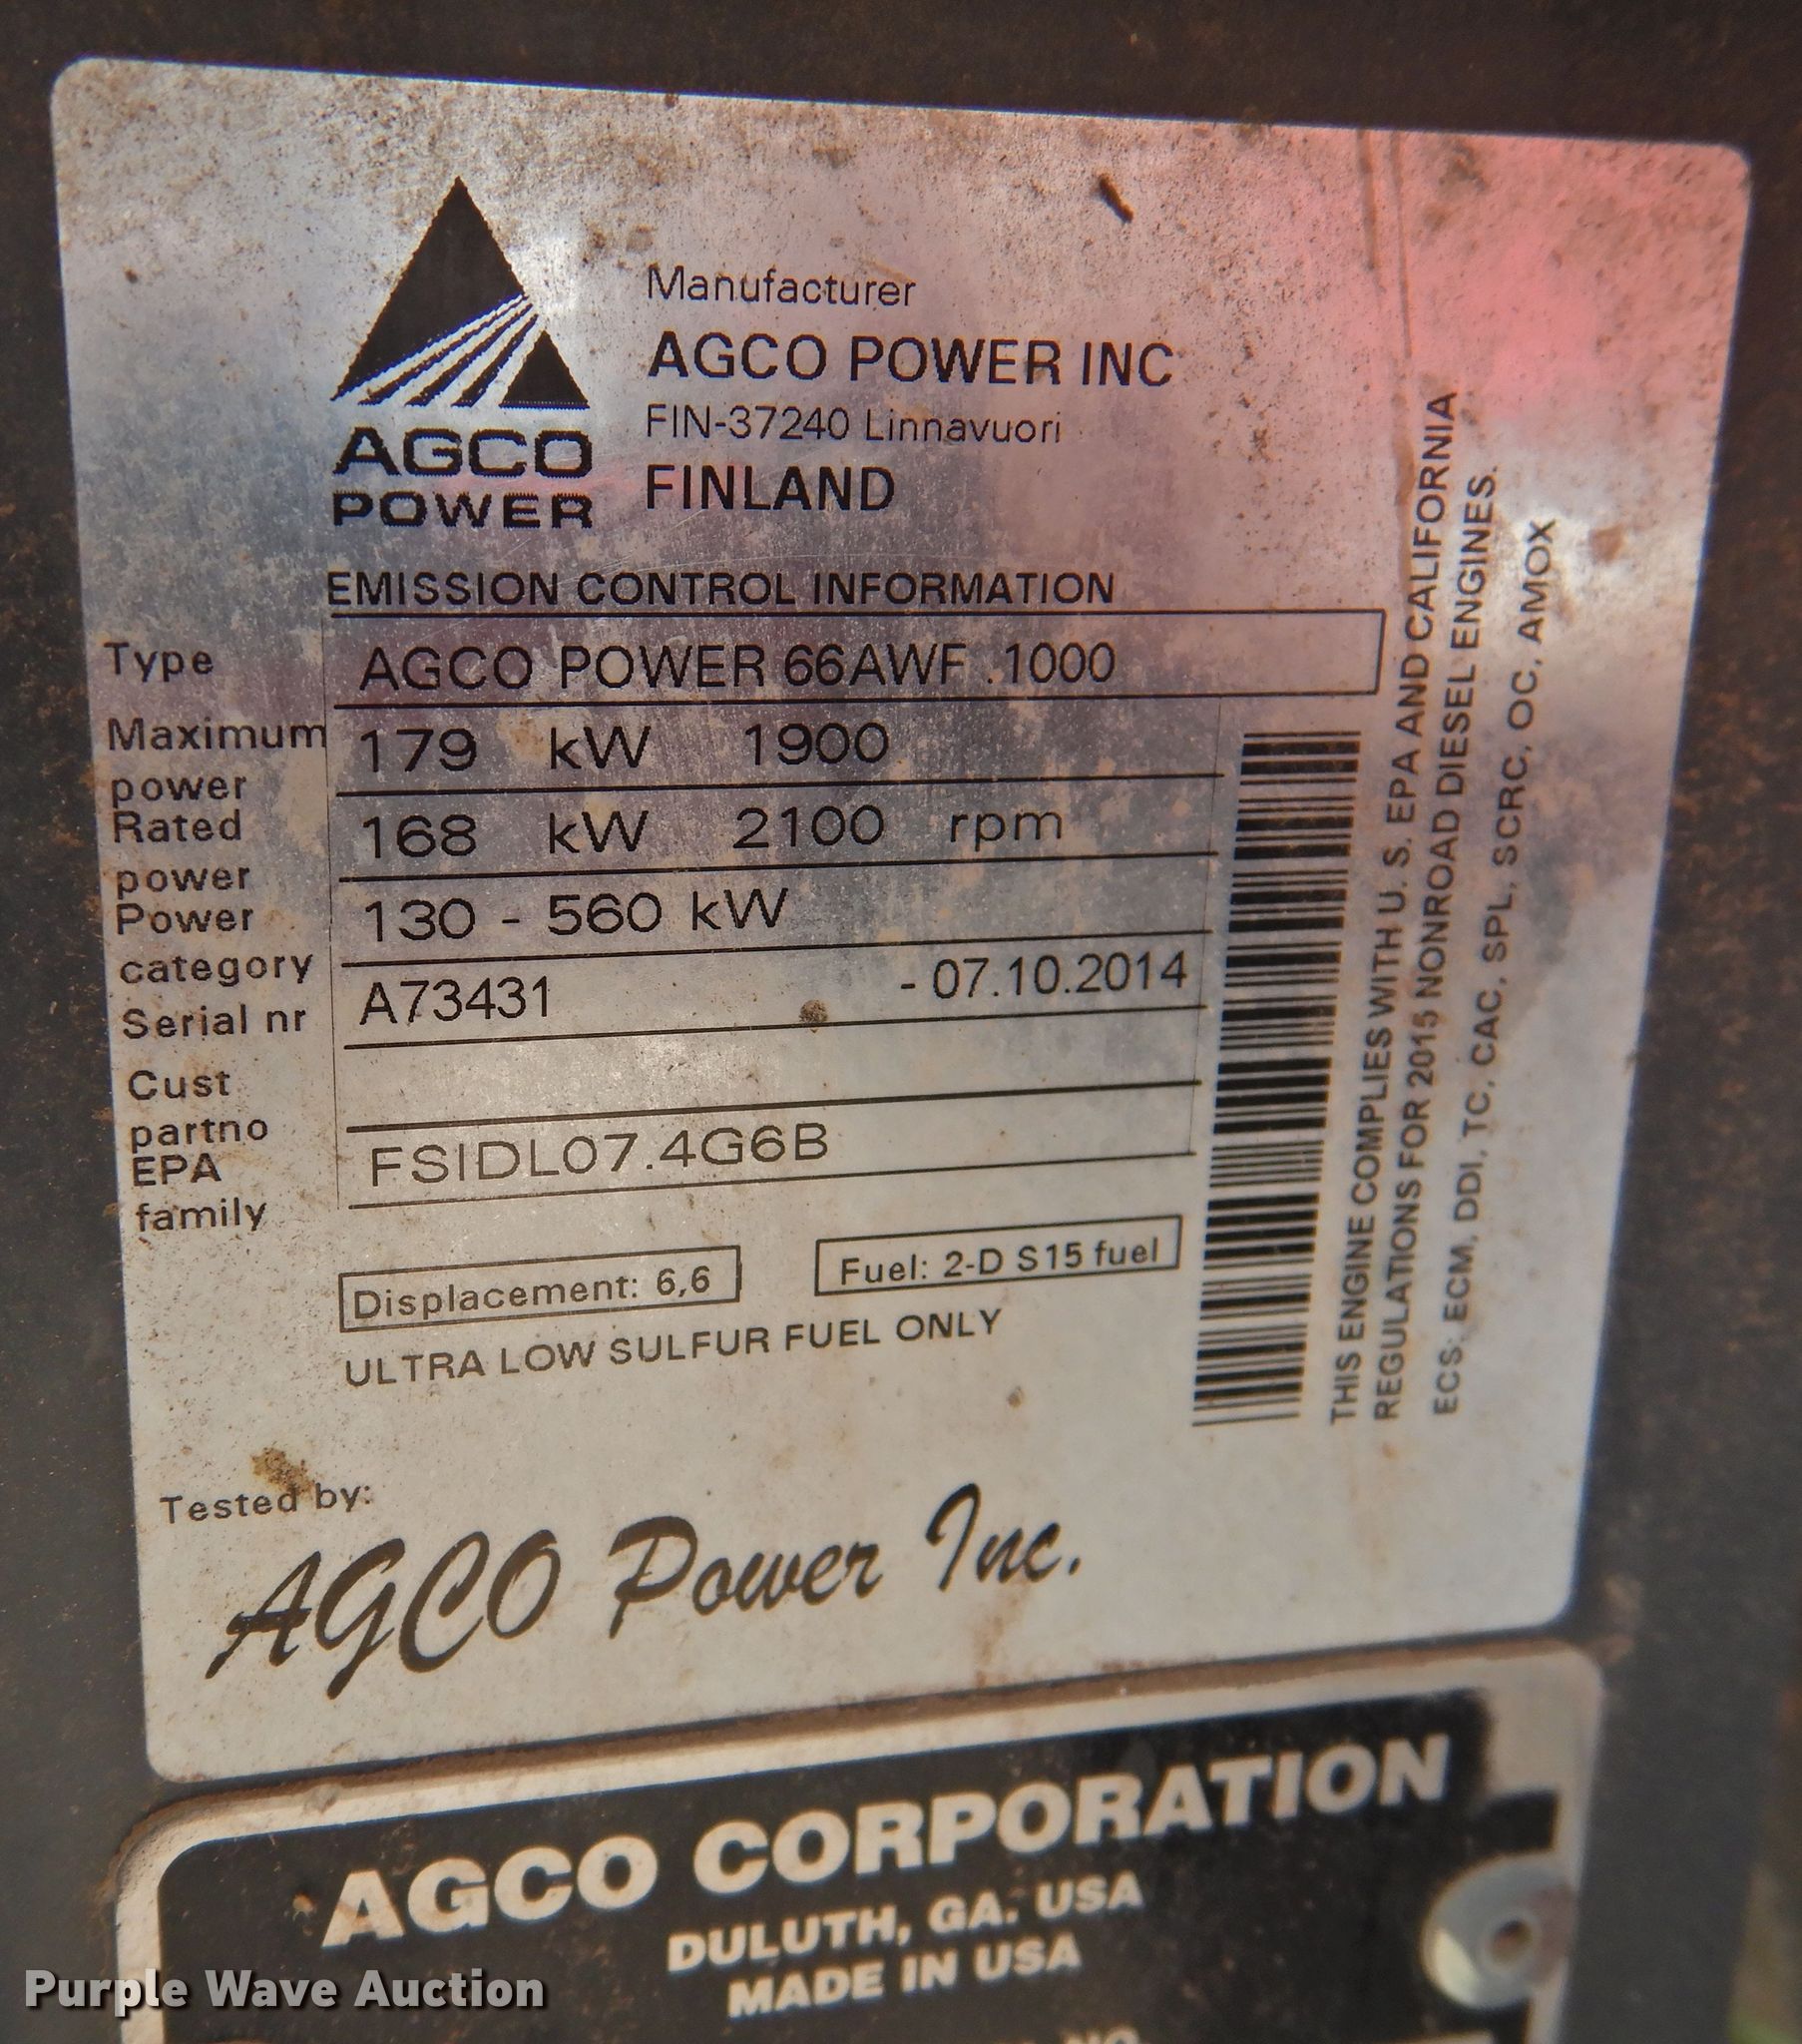 AGCO
POWER
Manufacturer
AGCO POWER INC
FIN-37240 Linnavuori
FINLAND
EMISSION CONTROL INFORMATION
Type AGCO POWER 66AWF .1000
Maximum power 179 kW 1900
Rated power 168 kW 2100 rpm
Power category 130 - 560 kW
Serial nr A73431 - 07.10.2014
Cust partno
EPA family FSIDL07.4G6B
Displacement: 6,6 Fuel: 2-D S15 fuel
ULTRA LOW SULFUR FUEL ONLY
THIS ENGINE COMPLIES WITH U. S. EPA AND CALIFORNIA
REGULATIONS FOR 2015 NONROAD DIESEL ENGINES.
ECS: ECM, DDI, TC, CAC, SPL, SCRC, OC, AMOX
Tested by:
AGCO Power Inc.
AGCO CORPORATION
DULUTH, GA. USA
MADE IN USA
Purple Wave Auction